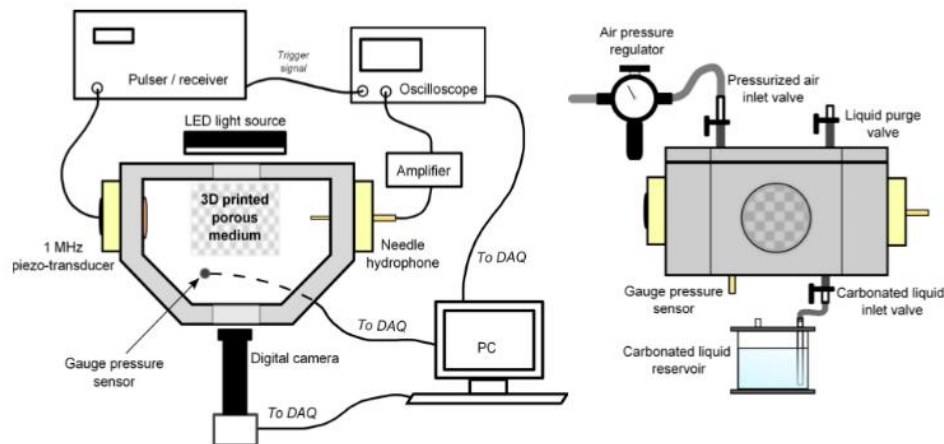 Trigger
signal
Pulser / receiver
Oscilloscope
LED light source
Amplifier
3D printed
porous
medium
1 MHz
piezo-transducer
Needle
hydrophone
To DAQ
To DAQ
PC
Gauge pressure
sensor
Digital camera
To DAQ
Air pressure
regulator
Pressurized air
inlet valve
Liquid purge
valve
Gauge pressure
sensor
Carbonated liquid
inlet valve
Carbonated liquid
reservoir